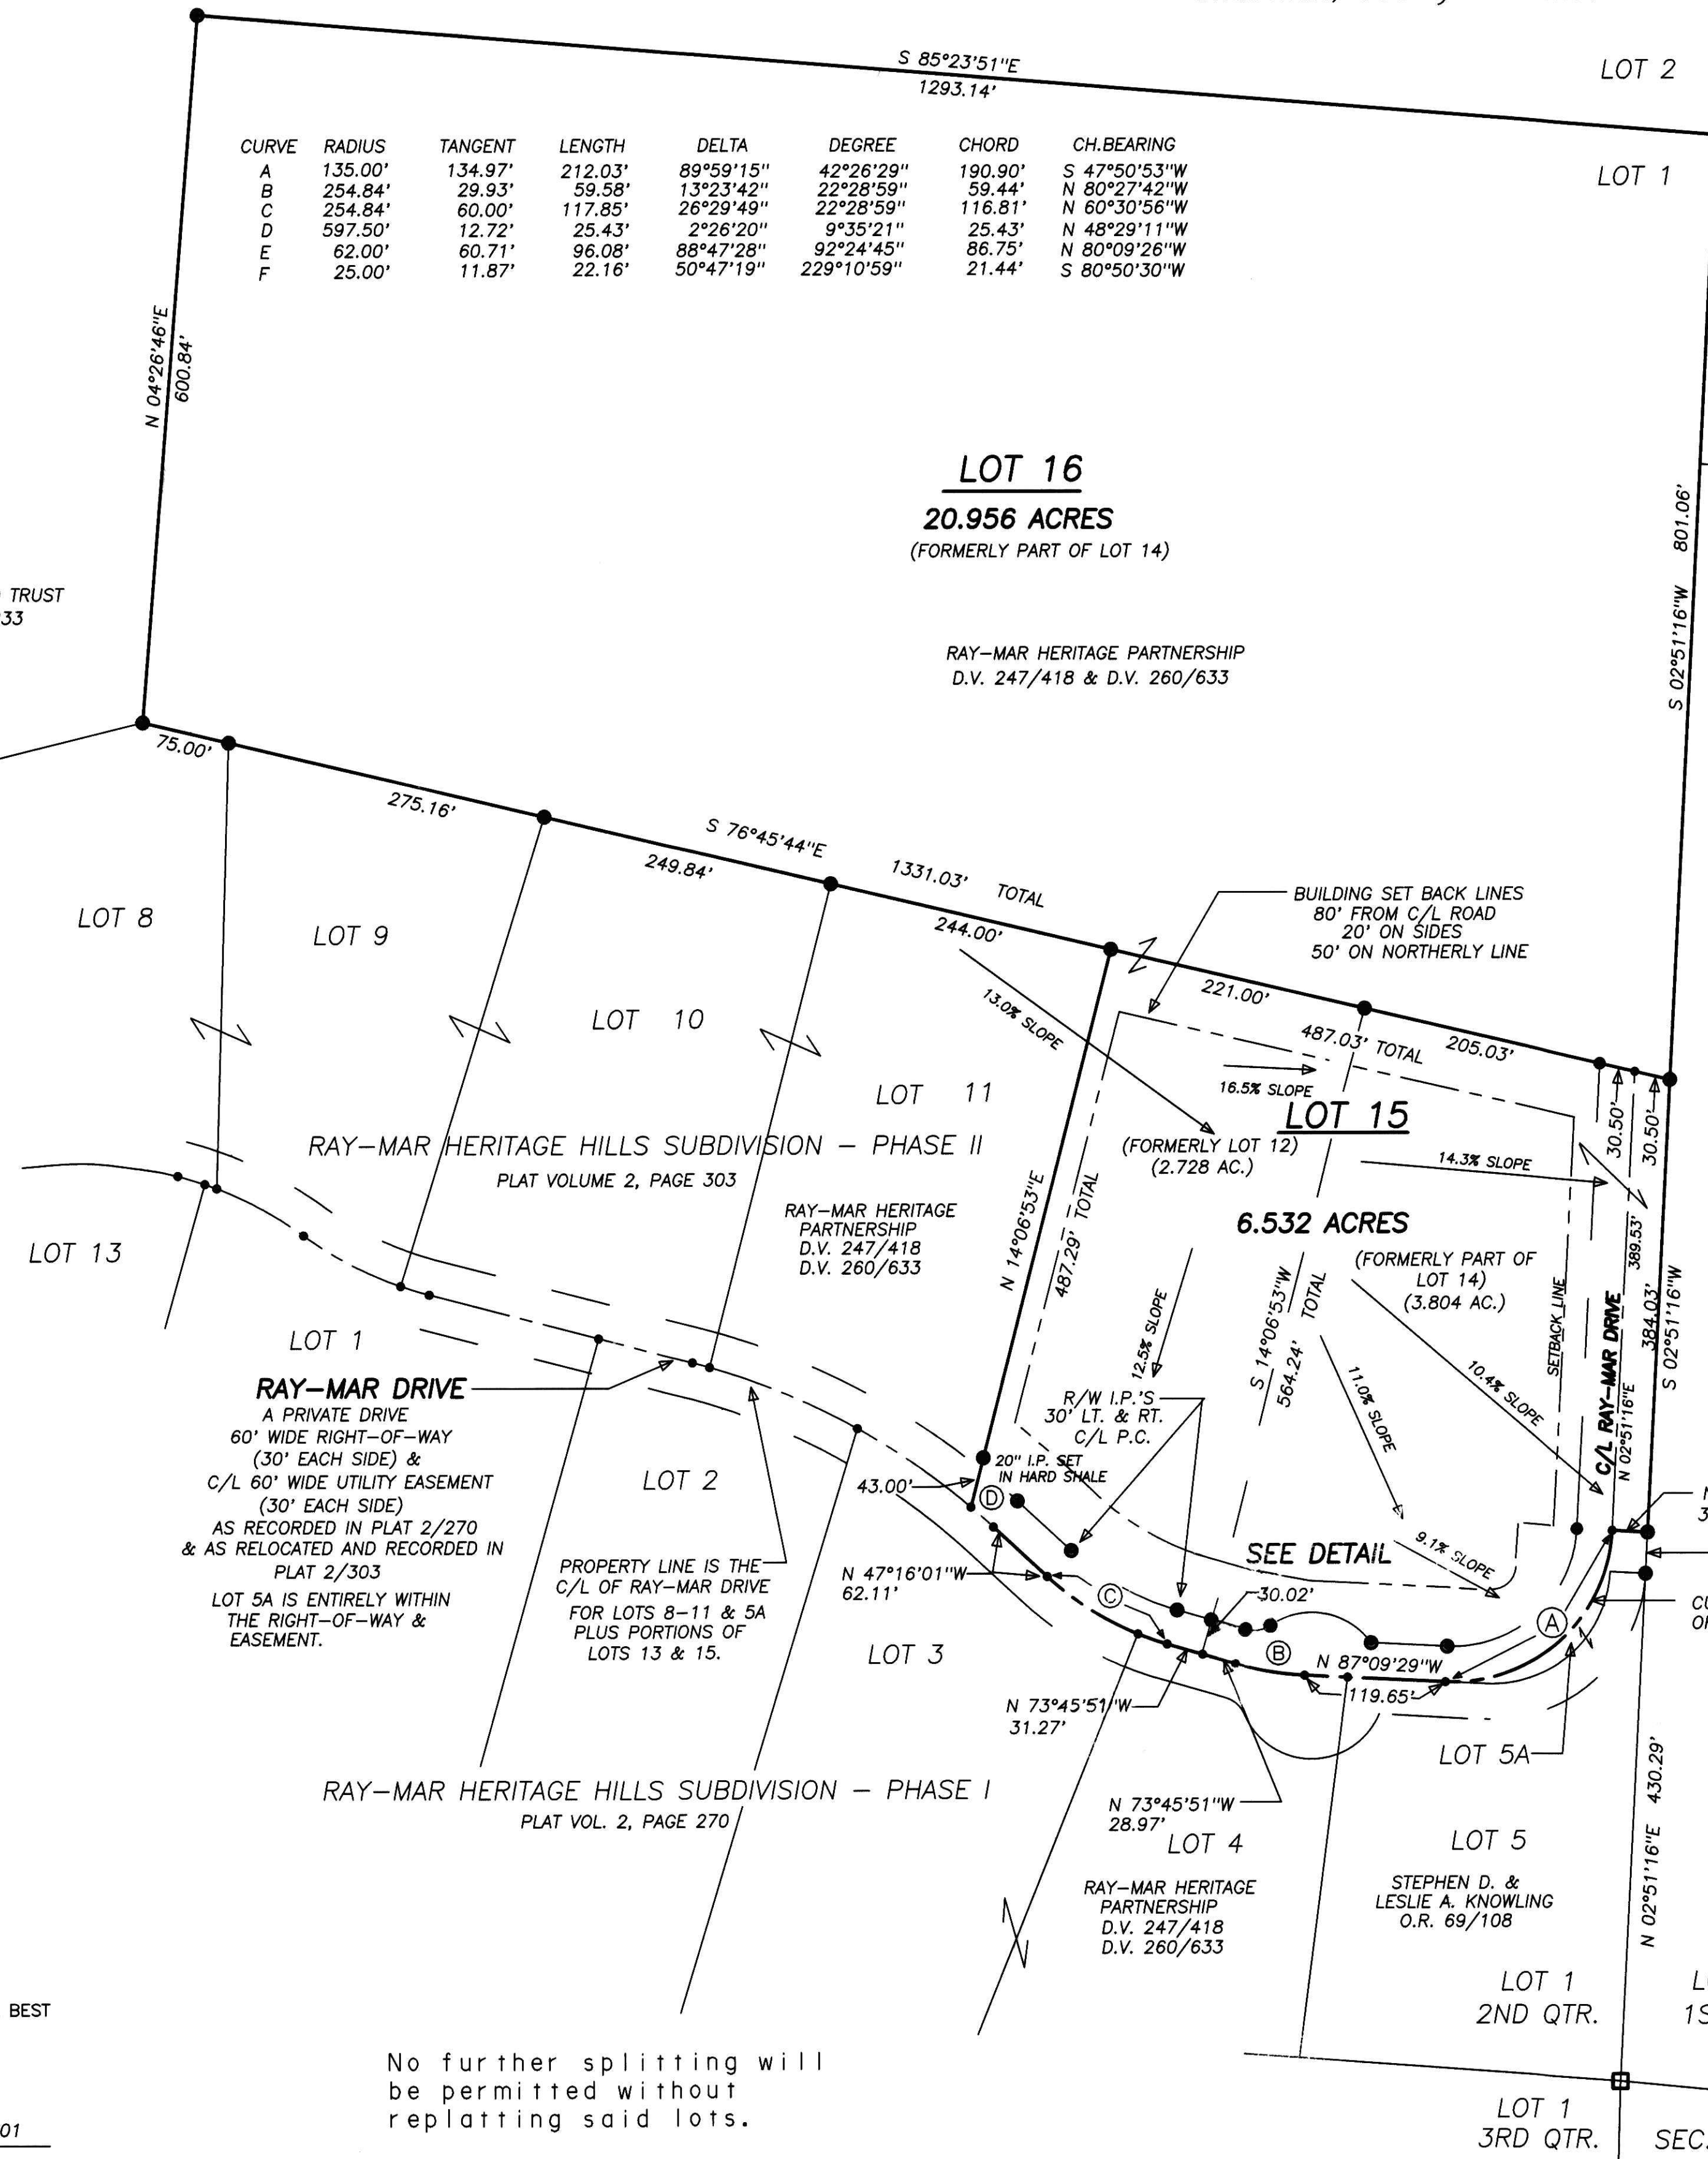 S 85°23'51"E
1293.14'
LOT 2
LOT 1
CURVE RADIUS TANGENT LENGTH DELTA DEGREE CHORD CH.BEARING
A 135.00' 134.97' 212.03' 89°59'15" 42°26'29" 190.90' S 47°50'53"W
B 254.84' 29.93' 59.58' 13°23'42" 22°28'59" 59.44' N 80°27'42"W
C 254.84' 60.00' 117.85' 26°29'49" 22°28'59" 116.81' N 60°30'56"W
D 597.50' 12.72' 25.43' 2°26'20" 9°35'21" 25.43' N 48°29'11"W
E 62.00' 60.71' 96.08' 88°47'28" 92°24'45" 86.75' N 80°09'26"W
F 25.00' 11.87' 22.16' 50°47'19" 229°10'59" 21.44' S 80°50'30"W
N 04°26'46"E
600.84'
LOT 16
20.956 ACRES
(FORMERLY PART OF LOT 14)
RAY-MAR HERITAGE PARTNERSHIP
D.V. 247/418 & D.V. 260/633
S 02°51'16"W 801.06'
TRUST
33
75.00'
275.16'
S 76°45'44"E
249.84'
1331.03' TOTAL
244.00'
BUILDING SET BACK LINES
80' FROM C/L ROAD
20' ON SIDES
50' ON NORTHERLY LINE
221.00'
487.03' TOTAL
205.03'
LOT 8
LOT 9
LOT 10
LOT 11
13.0% SLOPE
16.5% SLOPE
LOT 15
30.50'
30.50'
(FORMERLY LOT 12)
(2.728 AC.)
14.3% SLOPE
RAY-MAR HERITAGE HILLS SUBDIVISION - PHASE II
PLAT VOLUME 2, PAGE 303
RAY-MAR HERITAGE
PARTNERSHIP
D.V. 247/418
D.V. 260/633
N 14°06'53"E
487.29' TOTAL
6.532 ACRES
(FORMERLY PART OF
LOT 14)
(3.804 AC.)
S 14°06'53"W
564.24' TOTAL
12.5% SLOPE
11.0% SLOPE
10.4% SLOPE
9.1% SLOPE
SETBACK LINE
C/L RAY-MAR DRIVE
N 02°51'16"E
389.53'
384.03'
S 02°51'16"W
LOT 13
LOT 1
RAY-MAR DRIVE
A PRIVATE DRIVE
60' WIDE RIGHT-OF-WAY
(30' EACH SIDE) &
C/L 60' WIDE UTILITY EASEMENT
(30' EACH SIDE)
AS RECORDED IN PLAT 2/270
& AS RELOCATED AND RECORDED IN
PLAT 2/303
LOT 5A IS ENTIRELY WITHIN
THE RIGHT-OF-WAY &
EASEMENT.
LOT 2
PROPERTY LINE IS THE
C/L OF RAY-MAR DRIVE
FOR LOTS 8-11 & 5A
PLUS PORTIONS OF
LOTS 13 & 15.
R/W I.P.'S
30' LT. & RT.
C/L P.C.
20" I.P. SET
IN HARD SHALE
43.00'
D
N 47°16'01"W
62.11'
SEE DETAIL
C
30.02'
B
A
N 87°09'29"W
119.65'
LOT 3
N 73°45'51"W
31.27'
LOT 5A
N 73°45'51"W
28.97'
RAY-MAR HERITAGE HILLS SUBDIVISION - PHASE I
PLAT VOL. 2, PAGE 270
LOT 4
RAY-MAR HERITAGE
PARTNERSHIP
D.V. 247/418
D.V. 260/633
LOT 5
STEPHEN D. &
LESLIE A. KNOWLING
O.R. 69/108
N 02°51'16"E 430.29'
BEST
LOT 1
2ND QTR.
No further splitting will
be permitted without
replatting said lots.
LOT 1
3RD QTR.
SEC.
01